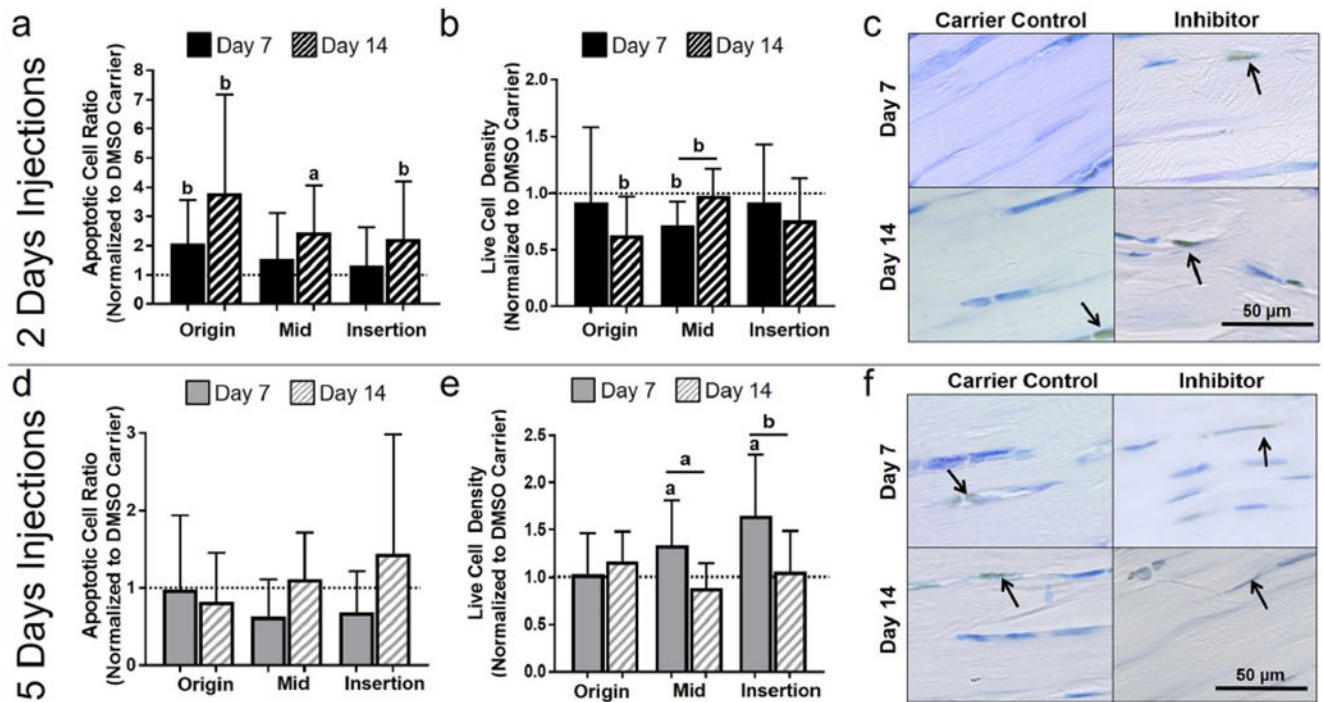 2 Days Injections
a
Day 7 Day 14
Apoptotic Cell Ratio
(Normalized to DMSO Carrier)
8
7
6
5
4
3
2
1
0
b b a b
Origin Mid Insertion
b
Day 7 Day 14
Live Cell Density
(Normalized to DMSO Carrier)
2.0
1.5
1.0
0.5
0.0
b
b b
Origin Mid Insertion
c
Carrier Control Inhibitor
Day 7
Day 14
50 µm
5 Days Injections
d
Day 7 Day 14
Apoptotic Cell Ratio
(Normalized to DMSO Carrier)
3
2
1
0
Origin Mid Insertion
e
Day 7 Day 14
Live Cell Density
(Normalized to DMSO Carrier)
2.5
2.0
1.5
1.0
0.5
0.0
b
a a
a
Origin Mid Insertion
f
Carrier Control Inhibitor
Day 7
Day 14
50 µm